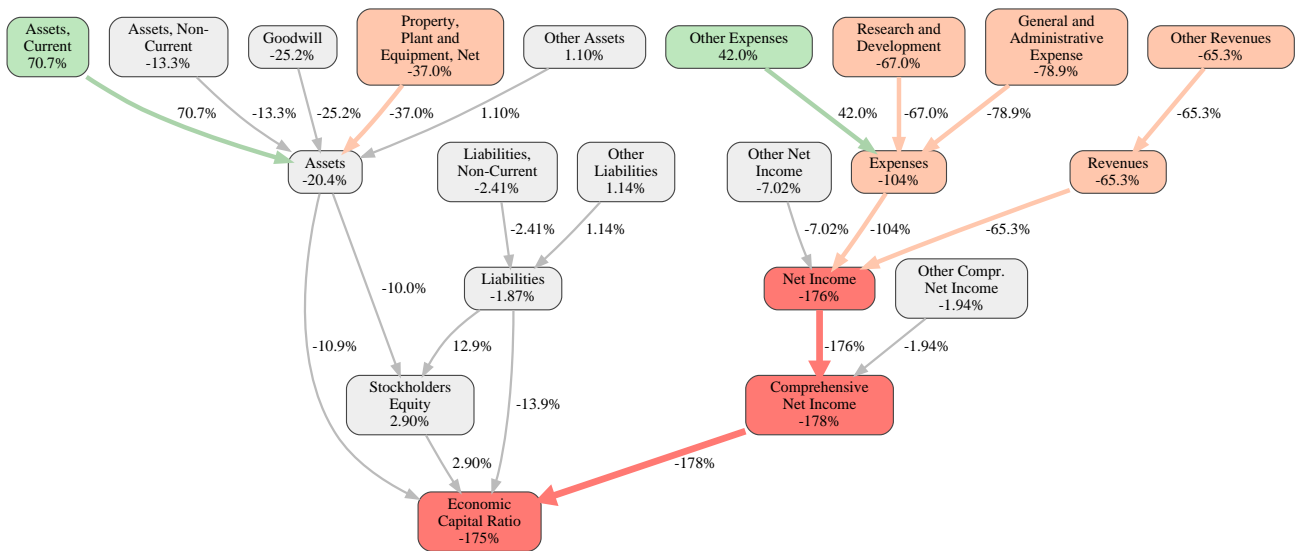 Assets,
Current
70.7%
Assets, Non-
Current
-13.3%
Goodwill
-25.2%
Property,
Plant and
Equipment, Net
-37.0%
Other Assets
1.10%
Other Expenses
42.0%
Research and
Development
-67.0%
General and
Administrative
Expense
-78.9%
Other Revenues
-65.3%
70.7%
-13.3%
-25.2%
-37.0%
1.10%
42.0%
-67.0%
-78.9%
-65.3%
Assets
-20.4%
Liabilities,
Non-Current
-2.41%
Other
Liabilities
1.14%
Other Net
Income
-7.02%
Expenses
-104%
Revenues
-65.3%
-2.41%
1.14%
-7.02%
-104%
-65.3%
-10.0%
Liabilities
-1.87%
Net Income
-176%
Other Compr.
Net Income
-1.94%
-10.9%
12.9%
-176%
-1.94%
Stockholders
Equity
2.90%
-13.9%
Comprehensive
Net Income
-178%
2.90%
-178%
Economic
Capital Ratio
-175%